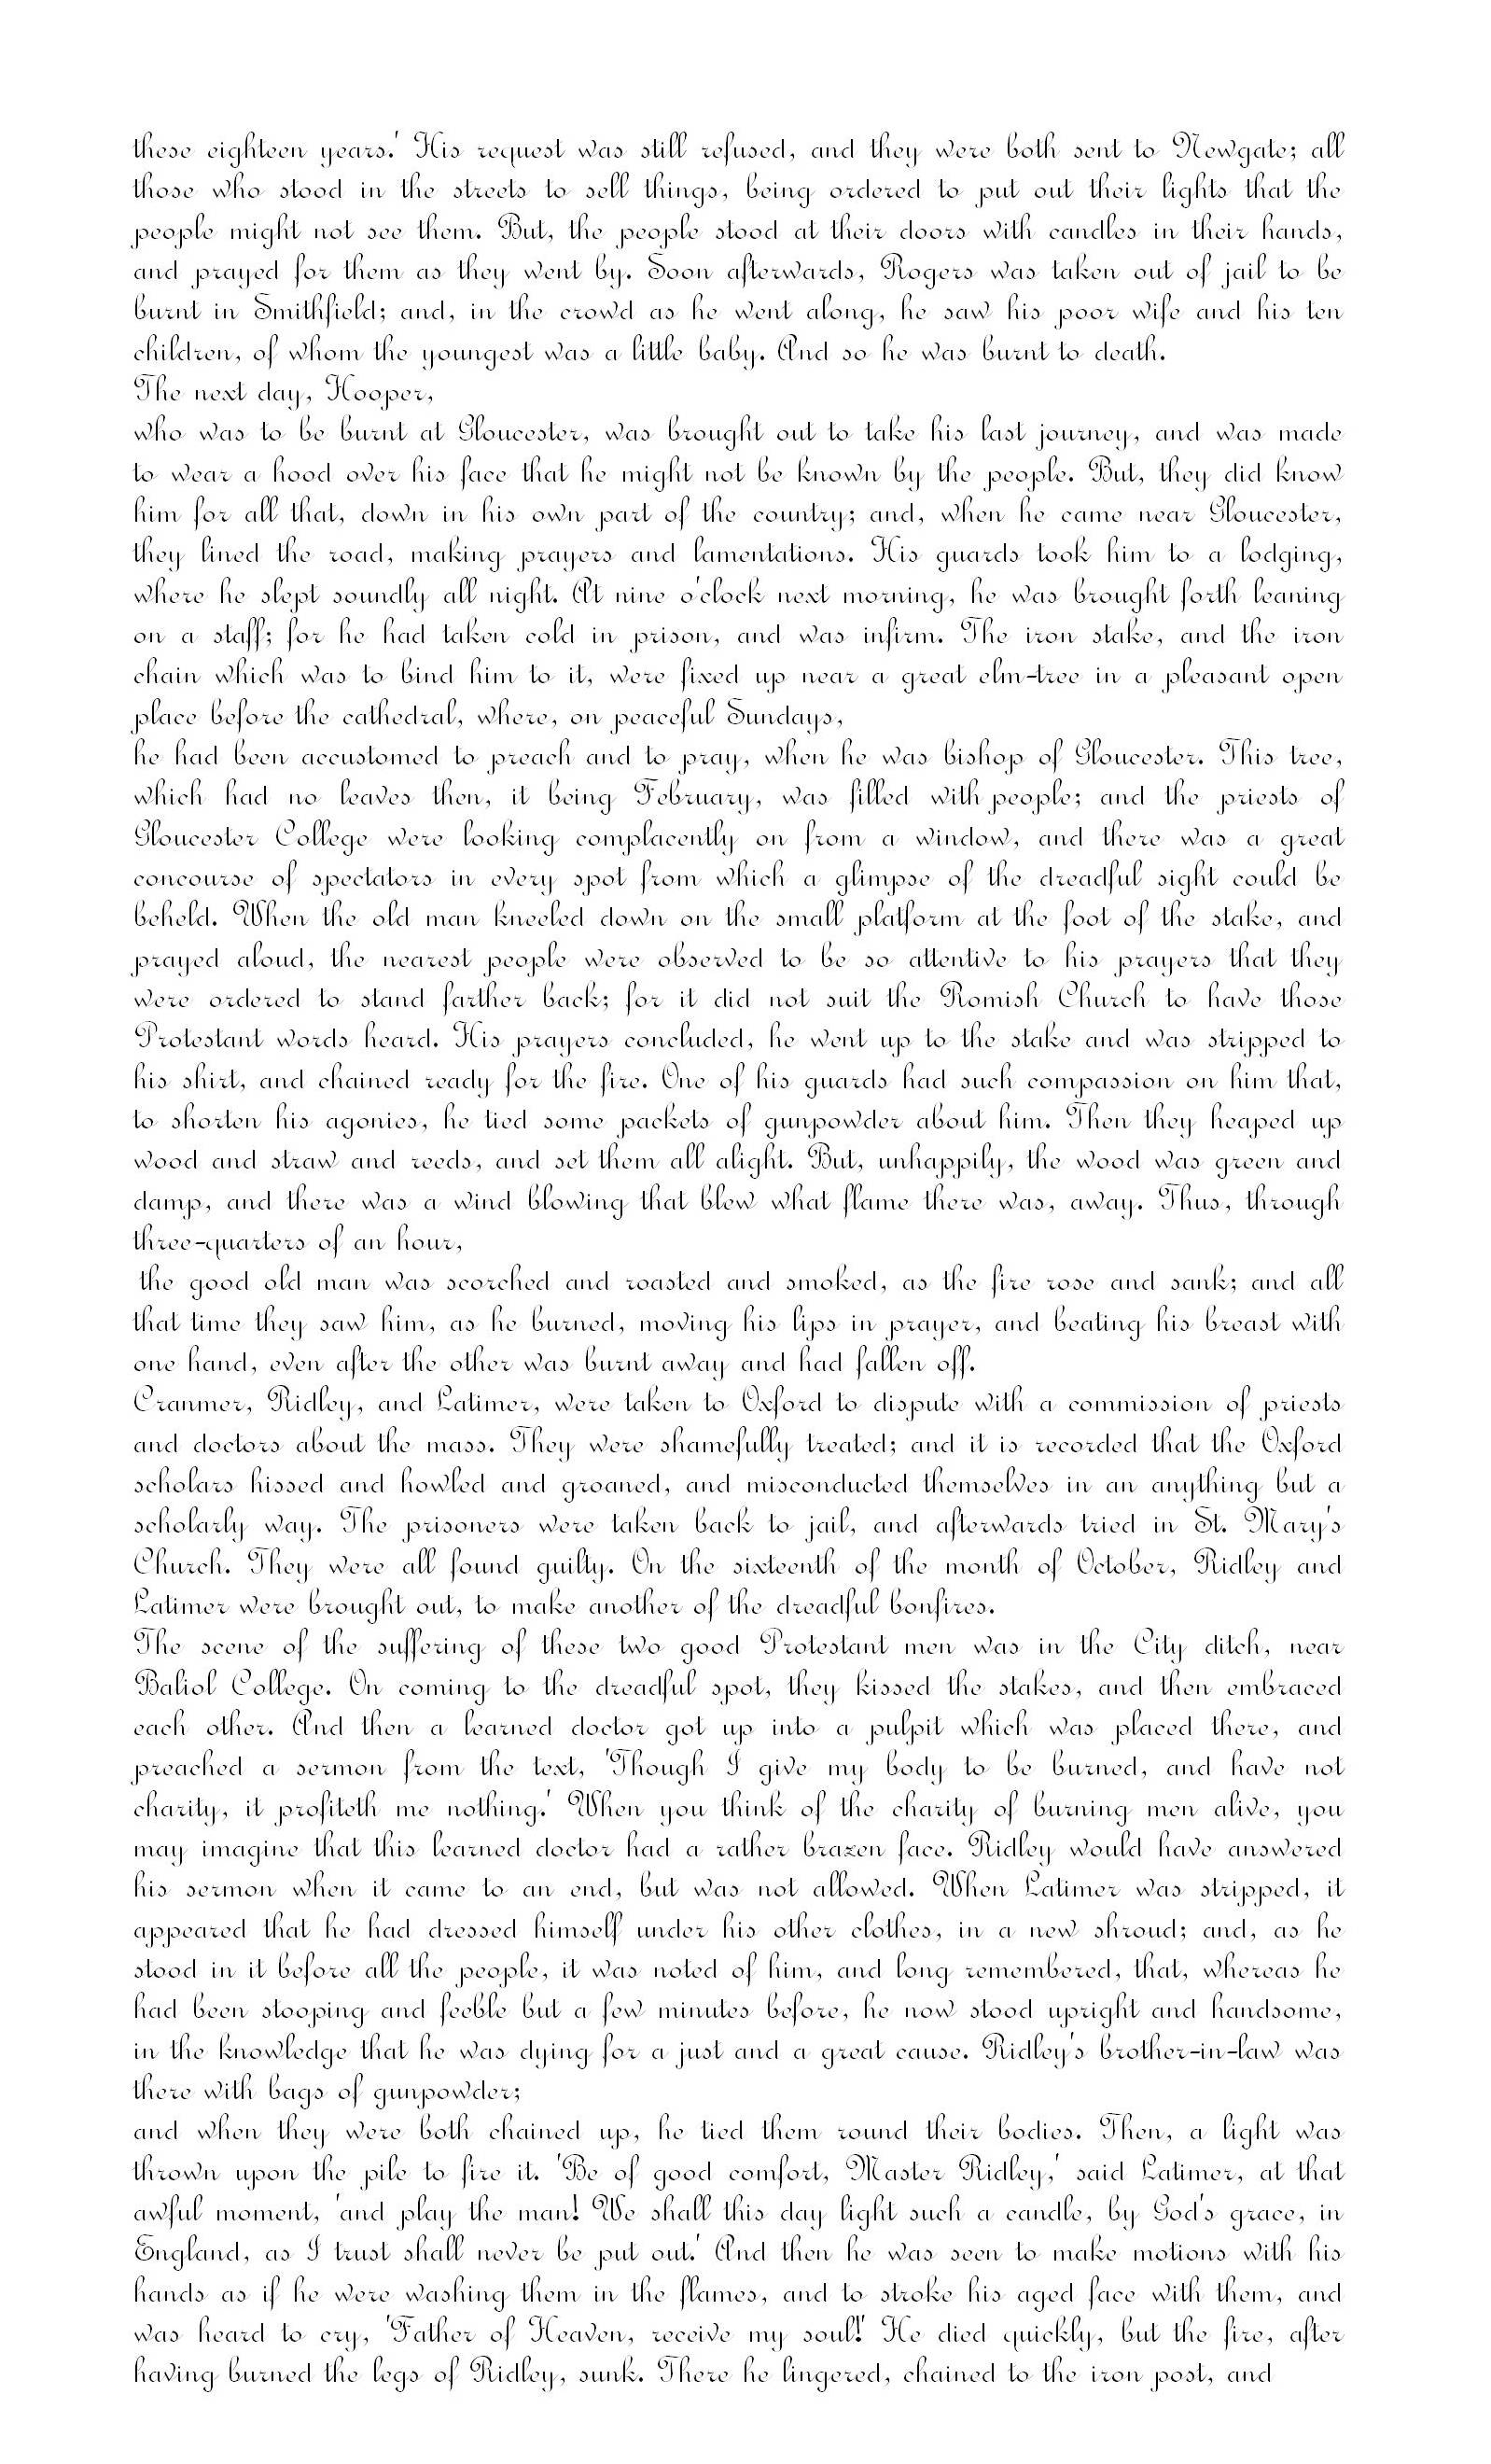 these eighteen years.' His request was still refused, and they were both sent to Newgate; all
those who stood in the streets to sell things, being ordered to put out their lights that the
people might not see them. But, the people stood at their doors with candles in their hands,
and prayed for them as they went by. Soon afterwards, Rogers was taken out of jail to be
burnt in Smithfield; and, in the crowd as he went along, he saw his poor wife and his ten
children, of whom the youngest was a little baby. And so he was burnt to death.
The next day, Hooper,
who was to be burnt at Gloucester, was brought out to take his last journey, and was made
to wear a hood over his face that he might not be known by the people. But, they did know
him for all that, down in his own part of the country; and, when he came near Gloucester,
they lined the road, making prayers and lamentations. His guards took him to a lodging,
where he slept soundly all night. At nine o'clock next morning, he was brought forth leaning
on a staff; for he had taken cold in prison, and was infirm. The iron stake, and the iron
chain which was to bind him to it, were fixed up near a great elm-tree in a pleasant open
place before the cathedral, where, on peaceful Sundays,
he had been accustomed to preach and to pray, when he was bishop of Gloucester. This tree,
which had no leaves then, it being February, was filled with people; and the priests of
Gloucester College were looking complacently on from a window, and there was a great
concourse of spectators in every spot from which a glimpse of the dreadful sight could be
beheld. When the old man kneeled down on the small platform at the foot of the stake, and
prayed aloud, the nearest people were observed to be so attentive to his prayers that they
were ordered to stand farther back; for it did not suit the Romish Church to have those
Protestant words heard. His prayers concluded, he went up to the stake and was stripped to
his shirt, and chained ready for the fire. One of his guards had such compassion on him that,
to shorten his agonies, he tied some packets of gunpowder about him. Then they heaped up
wood and straw and reeds, and set them all alight. But, unhappily, the wood was green and
damp, and there was a wind blowing that blew what flame there was, away. Thus, through
three-quarters of an hour,
the good old man was scorched and roasted and smoked, as the fire rose and sank; and all
that time they saw him, as he burned, moving his lips in prayer, and beating his breast with
one hand, even after the other was burnt away and had fallen off.
Cranmer, Ridley, and Latimer, were taken to Oxford to dispute with a commission of priests
and doctors about the mass. They were shamefully treated; and it is recorded that the Oxford
scholars hissed and howled and groaned, and misconducted themselves in an anything but a
scholarly way. The prisoners were taken back to jail, and afterwards tried in St. Mary's
Church. They were all found guilty. On the sixteenth of the month of October, Ridley and
Latimer were brought out, to make another of the dreadful bonfires.
The scene of the suffering of these two good Protestant men was in the City ditch, near
Baliol College. On coming to the dreadful spot, they kissed the stakes, and then embraced
each other. And then a learned doctor got up into a pulpit which was placed there, and
preached a sermon from the text, 'Though I give my body to be burned, and have not
charity, it profiteth me nothing.' When you think of the charity of burning men alive, you
may imagine that this learned doctor had a rather brazen face. Ridley would have answered
his sermon when it came to an end, but was not allowed. When Latimer was stripped, it
appeared that he had dressed himself under his other clothes, in a new shroud; and, as he
stood in it before all the people, it was noted of him, and long remembered, that, whereas he
had been stooping and feeble but a few minutes before, he now stood upright and handsome,
in the knowledge that he was dying for a just and a great cause. Ridley's brother-in-law was
there with bags of gunpowder;
and when they were both chained up, he tied them round their bodies. Then, a light was
thrown upon the pile to fire it. 'Be of good comfort, Master Ridley,' said Latimer, at that
awful moment, 'and play the man! We shall this day light such a candle, by God's grace, in
England, as I trust shall never be put out.' And then he was seen to make motions with his
hands as if he were washing them in the flames, and to stroke his aged face with them, and
was heard to cry, 'Father of Heaven, receive my soul!' He died quickly, but the fire, after
having burned the legs of Ridley, sunk. There he lingered, chained to the iron post, and